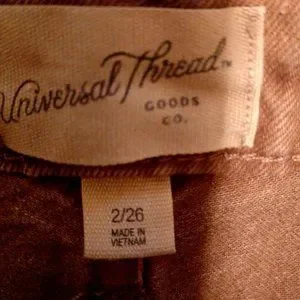 Universal Thread™
GOODS
CO.
2/26
MADE IN
VIETNAM